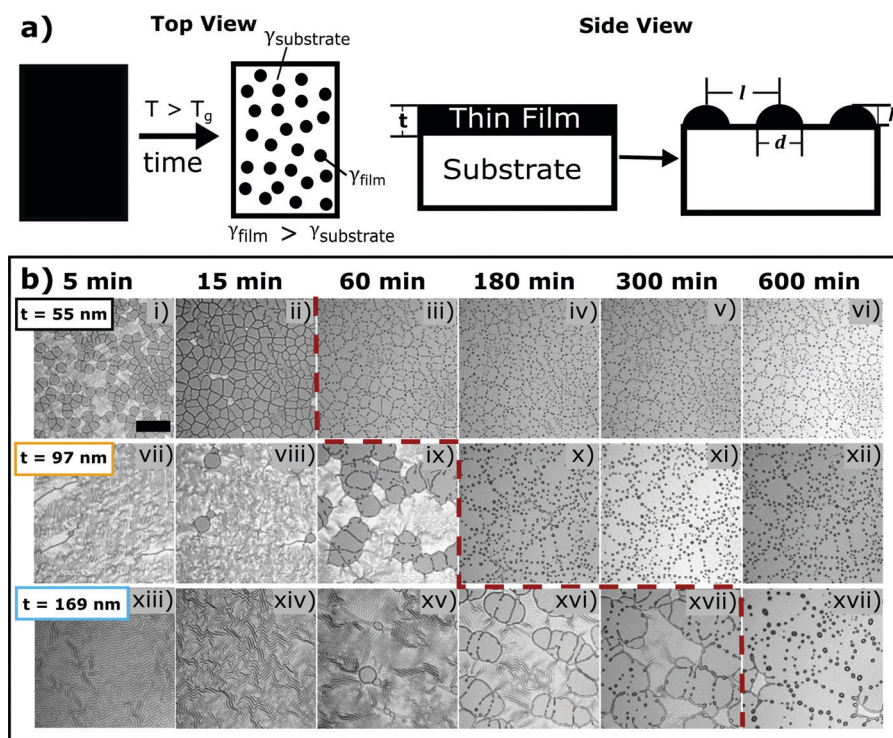 a)
Top View
Side View
γsubstrate
T > Tg
time
γfilm
γfilm > γsubstrate
t
Thin Film
Substrate
l
d
b)
5 min 15 min 60 min 180 min 300 min 600 min
t = 55 nm
i) ii) iii) iv) v) vi)
t = 97 nm
vii) viii) ix) x) xi) xii)
t = 169 nm
xiii) xiv) xv) xvi) xvii) xvii)